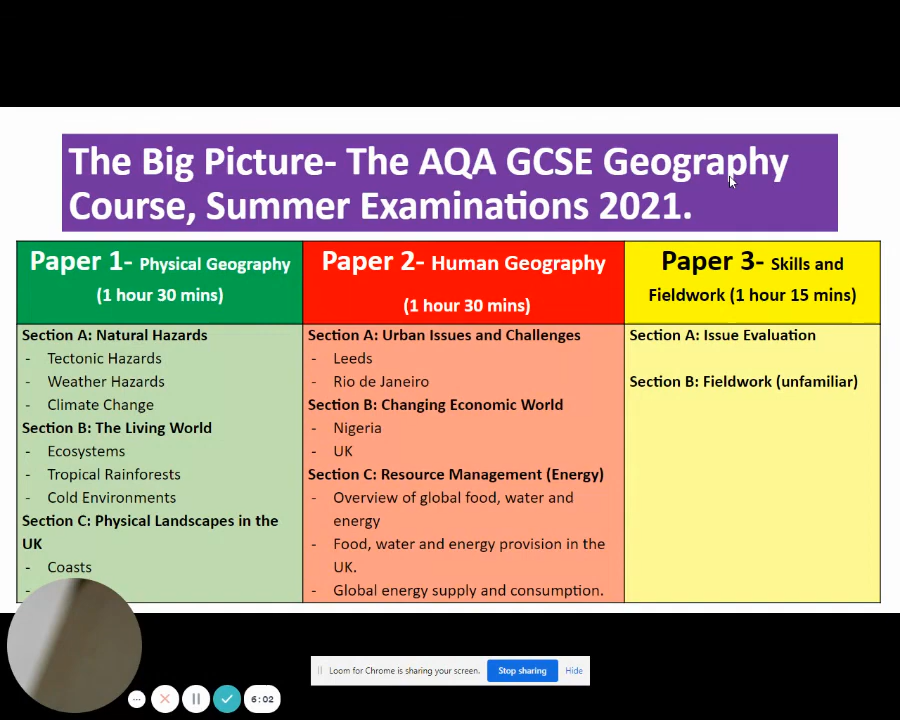 The Big Picture- The AQA GCSE Geography
Course, Summer Examinations 2021.
Paper 1- Physical Geography
(1 hour 30 mins)
Section A: Natural Hazards
- Tectonic Hazards
- Weather Hazards
- Climate Change
Section B: The Living World
- Ecosystems
- Tropical Rainforests
- Cold Environments
Section C: Physical Landscapes in the
UK
- Coasts
-
Paper 2- Human Geography
(1 hour 30 mins)
Section A: Urban Issues and Challenges
- Leeds
- Rio de Janeiro
Section B: Changing Economic World
- Nigeria
- UK
Section C: Resource Management (Energy)
- Overview of global food, water and
energy
- Food, water and energy provision in the
UK.
- Global energy supply and consumption.
Paper 3- Skills and
Fieldwork (1 hour 15 mins)
Section A: Issue Evaluation
Section B: Fieldwork (unfamiliar)
Loom for Chrome is sharing your screen. Stop sharing Hide
6:02